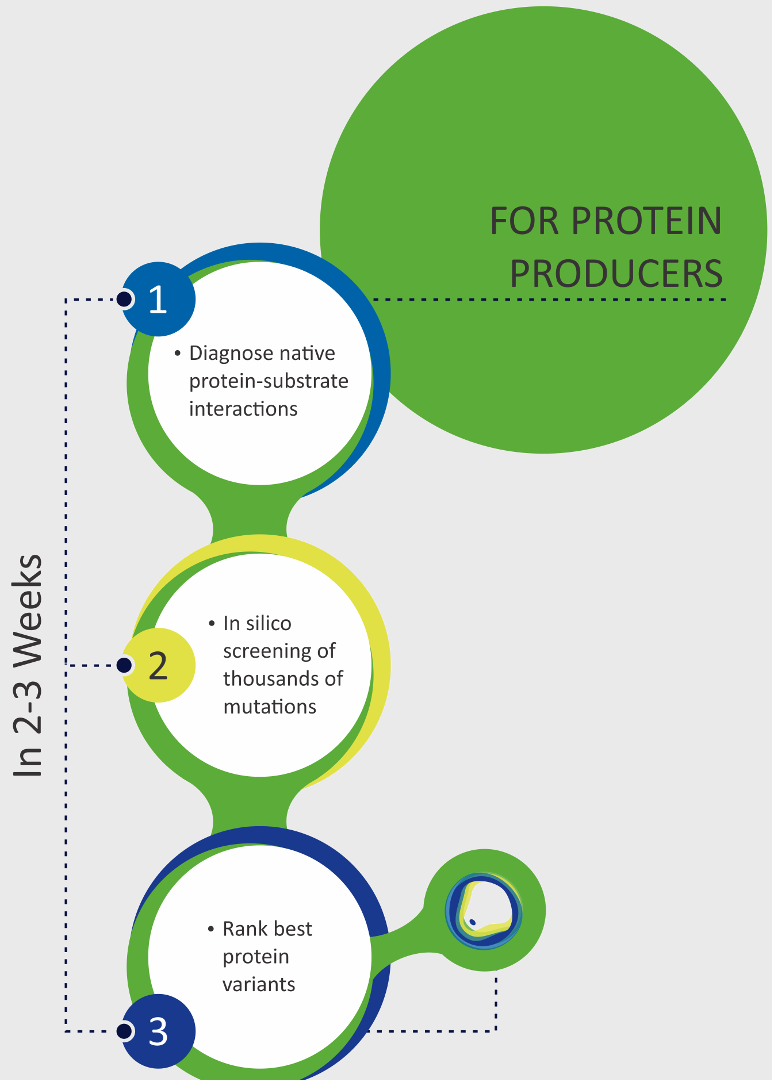 FOR PROTEIN
PRODUCERS
1
• Diagnose native
protein-substrate
interactions
In 2-3 Weeks
2
• In silico
screening of
thousands of
mutations
3
• Rank best
protein
variants